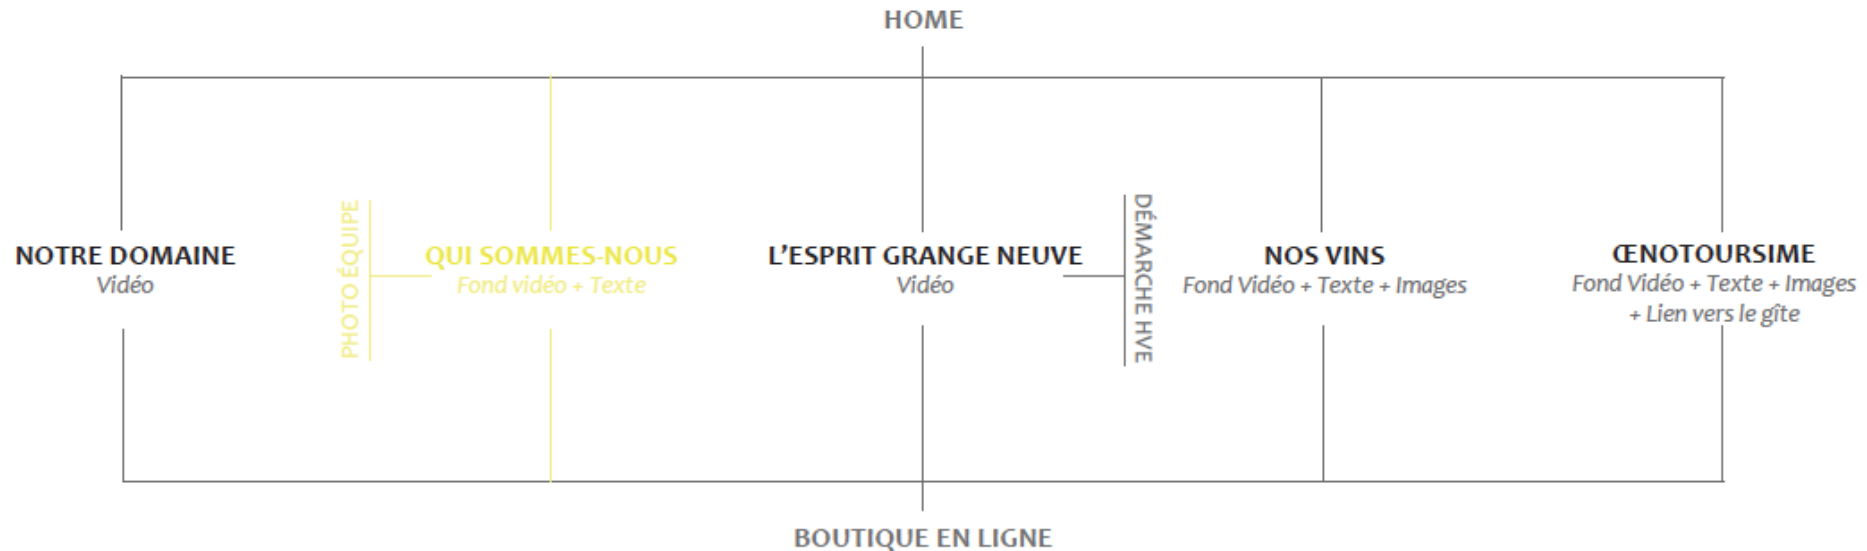 HOME
NOTRE DOMAINE
Vidéo
PHOTO ÉQUIPE
QUI SOMMES-NOUS
Fond vidéo + Texte
L'ESPRIT GRANGE NEUVE
Vidéo
DÉMARCHE HVE
NOS VINS
Fond Vidéo + Texte + Images
ŒNOTOURSIME
Fond Vidéo + Texte + Images
+ Lien vers le gîte
BOUTIQUE EN LIGNE